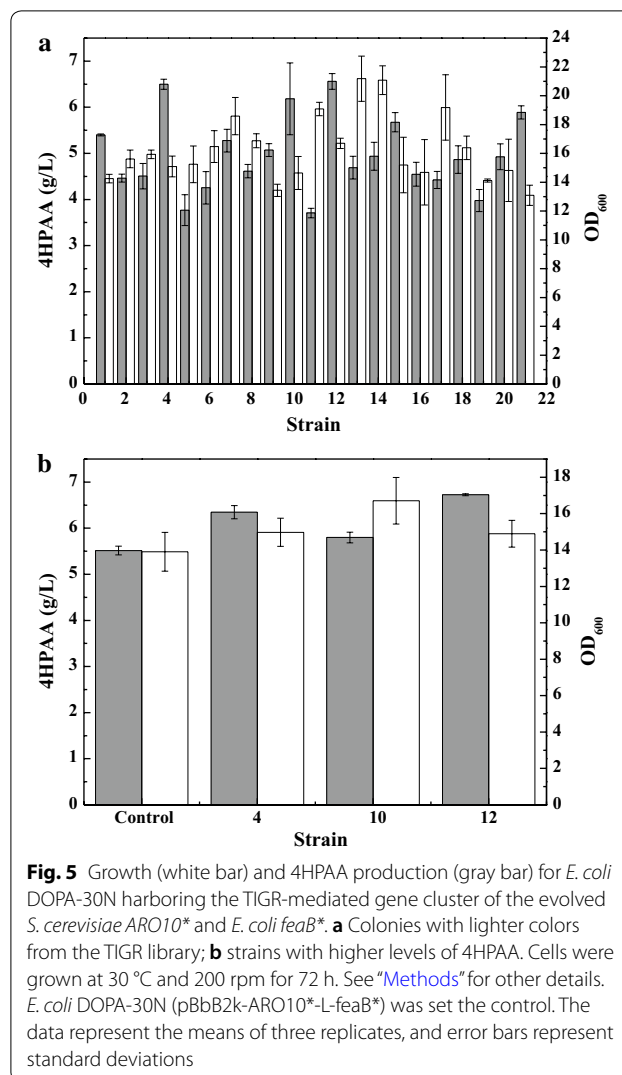 a
7
6
5
4
3
2
1
0
4HPAA (g/L)
24
22
20
18
16
14
12
10
8
6
4
2
0
OD600
0 2 4 6 8 10 12 14 16 18 20 22
Strain
b
7
6
5
4
3
2
1
0
4HPAA (g/L)
18
16
14
12
10
8
6
4
2
0
OD600
Control 4 10 12
Strain
Fig. 5 Growth (white bar) and 4HPAA production (gray bar) for E. coli
DOPA-30N harboring the TIGR-mediated gene cluster of the evolved
S. cerevisiae ARO10* and E. coli feaB*. a Colonies with lighter colors
from the TIGR library; b strains with higher levels of 4HPAA. Cells were
grown at 30 °C and 200 rpm for 72 h. See “Methods” for other details.
E. coli DOPA-30N (pBbB2k-ARO10*-L-feaB*) was set the control. The
data represent the means of three replicates, and error bars represent
standard deviations